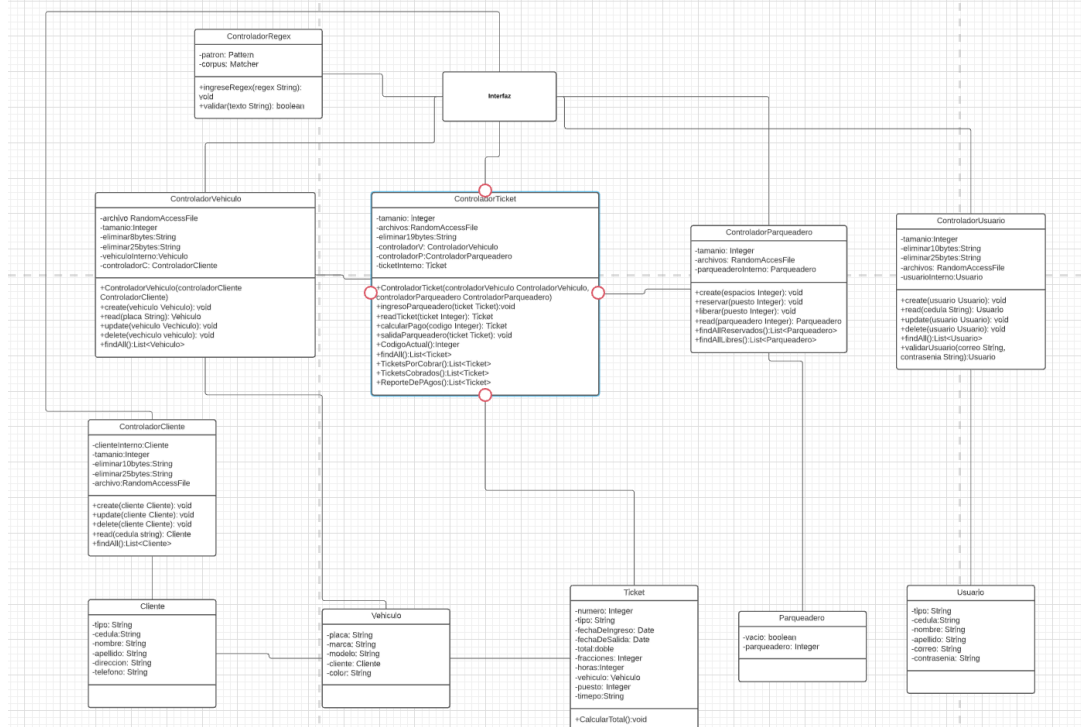 ControladorRegex
-patron: Pattern
-corpus: Matcher
+ingreseRegex(regex String):
void
+validar(texto String): boolean
Interfaz
ControladorVehiculo
-archivo RandomAccessFile
-tamanio:Integer
-eliminar8bytes:String
-eliminar25bytes:String
-vehiculoInterno:Vehiculo
-controladorC: ControladorCliente
+ControladorVehiculo(controladorCliente
ControladorCliente)
+create(vehiculo Vehiculo): void
+read(placa String): Vehiculo
+update(vehiculo Vechiculo): void
+delete(vechiculo vehiculo): void
+findAll():List<Vehiculo>
ControladorTicket
-tamanio: integer
-archivos:RandomAccessFile
-eliminar19bytes:String
-controladorV: ControladorVehiculo
-controladorP:ControladorParqueadero
-ticketInterno: Ticket
+ControladorTicket(controladorVehiculo ControladorVehiculo,
controladorParqueadero ControladorParqueadero)
+ingresoParqueadero(ticket Ticket):void
+readTicket(ticket Integer): Ticket
+calcularPago(codigo Integer): Ticket
+salidaParqueadero(ticket Ticket): void
+CodigoActual():Integer
+findAll():List<Ticket>
+TicketsPorCobrar():List<Ticket>
+TicketsCobrados():List<Ticket>
+ReporteDePAgos():List<Ticket>
ControladorParqueadero
-tamanio: Integer
-archivos: RandomAccesFile
-parqueaderoInterno: Parqueadero
+create(espacios Integer): void
+reservar(puesto Integer): void
+liberar(puesto Integer): void
+read(parqueadero Integer): Parqueadero
+findAllReservados():List<Parqueadero>
+findAllLibres():List<Parqueadero>
ControladorUsuario
-tamanio:Integer
-eliminar10bytes:String
-eliminar25bytes:String
-archivos: RandomAccessFile
-usuarioInterno:Usuario
+create(usuario Usuario): void
+read(cedula String): Usuario
+update(usuario Usuario): void
+delete(usuario Usuario): void
+findAll():List<Usuario>
+validarUsuario(correo String,
contrasenia String):Usuario
ControladorCliente
-clienteInterno:Cliente
-tamanio:Integer
-eliminar10bytes:String
-eliminar25bytes:String
-archivo:RandomAccessFile
+create(cliente Cliente): void
+update(cliente Cliente): void
+delete(cliente Cliente): void
+read(cedula string): Cliente
+findAll():List<Cliente>
Cliente
-tipo: String
-cedula:String
-nombre: String
-apellido: String
-direccion: String
-telefono: String
Vehiculo
-placa: String
-marca: String
-modelo: String
-cliente: Cliente
-color: String
Ticket
-numero: Integer
-tipo: String
-fechaDeIngreso: Date
-fechaDeSalida: Date
-total:doble
-fracciones: Integer
-horas:Integer
-vehiculo: Vehiculo
-puesto: Integer
-timepo:String
+CalcularTotal():void
Parqueadero
-vacio: boolean
-parqueadero: Integer
Usuario
-tipo: String
-cedula:String
-nombre: String
-apellido: String
-correo: String
-contrasenia: String